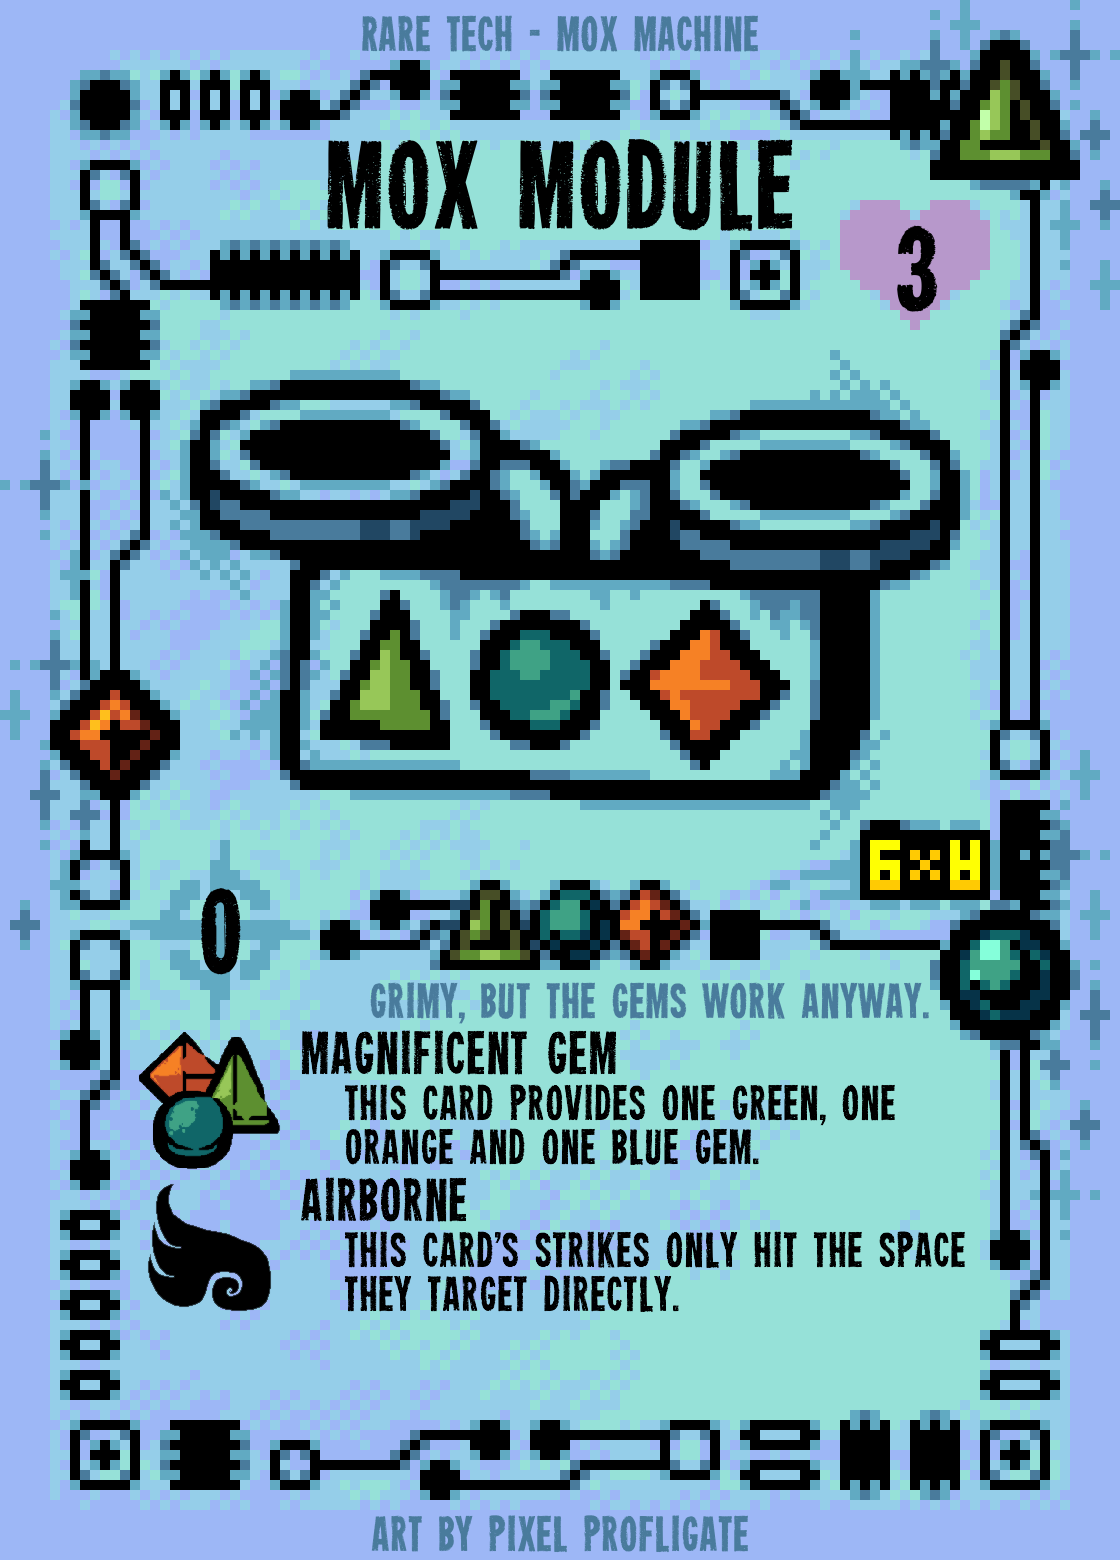 RARE TECH - MOX MACHINE
MOX MODULE
3
0
GRIMY, BUT THE GEMS WORK ANYWAY.
MAGNIFICENT GEM
THIS CARD PROVIDES ONE GREEN, ONE
ORANGE AND ONE BLUE GEM.
AIRBORNE
THIS CARD'S STRIKES ONLY HIT THE SPACE
THEY TARGET DIRECTLY.
ART BY PIXEL PROFLIGATE